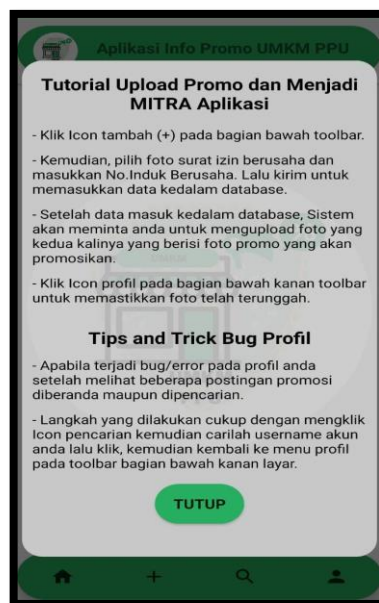 Aplikasi Info Promo UMKM PPU
Tutorial Upload Promo dan Menjadi
MITRA Aplikasi
- Klik Icon tambah (+) pada bagian bawah toolbar.
- Kemudian, pilih foto surat izin berusaha dan
masukkan No.Induk Berusaha. Lalu kirim untuk
memasukkan data kedalam database.
- Setelah data masuk kedalam database, Sistem
akan meminta anda untuk mengupload foto yang
kedua kalinya yang berisi foto promo yang akan
promosikan.
- Klik Icon profil pada bagian bawah kanan toolbar
untuk memastikkan foto telah terunggah.
Tips and Trick Bug Profil
- Apabila terjadi bug/error pada profil anda
setelah melihat beberapa postingan promosi
diberanda maupun dipencarian.
- Langkah yang dilakukan cukup dengan mengklik
Icon pencarian kemudian carilah username akun
anda lalu klik, kemudian kembali ke menu profil
pada toolbar bagian bawah kanan layar.
TUTUP